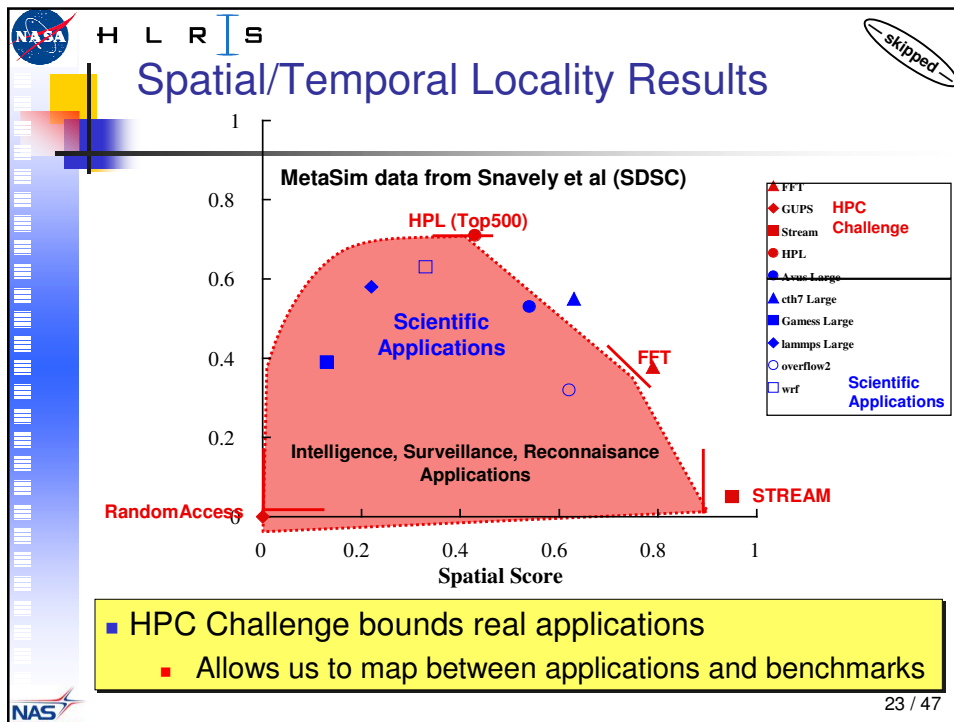 NASA
H L R I S
skipped
Spatial/Temporal Locality Results
1
0.8
0.6
0.4
0.2
0
MetaSim data from Snavely et al (SDSC)
HPL (Top500)
Scientific
Applications
FFT
Intelligence, Surveillance, Reconnaisance
Applications
STREAM
RandomAccess
0
0.2
0.4
0.6
0.8
1
Spatial Score
FFT
GUPS
Stream
HPL
HPC
Challenge
Avus Large
cth7 Large
Gamess Large
lammps Large
overflow2
wrf
Scientific
Applications
HPC Challenge bounds real applications
Allows us to map between applications and benchmarks
NAS
23 / 47